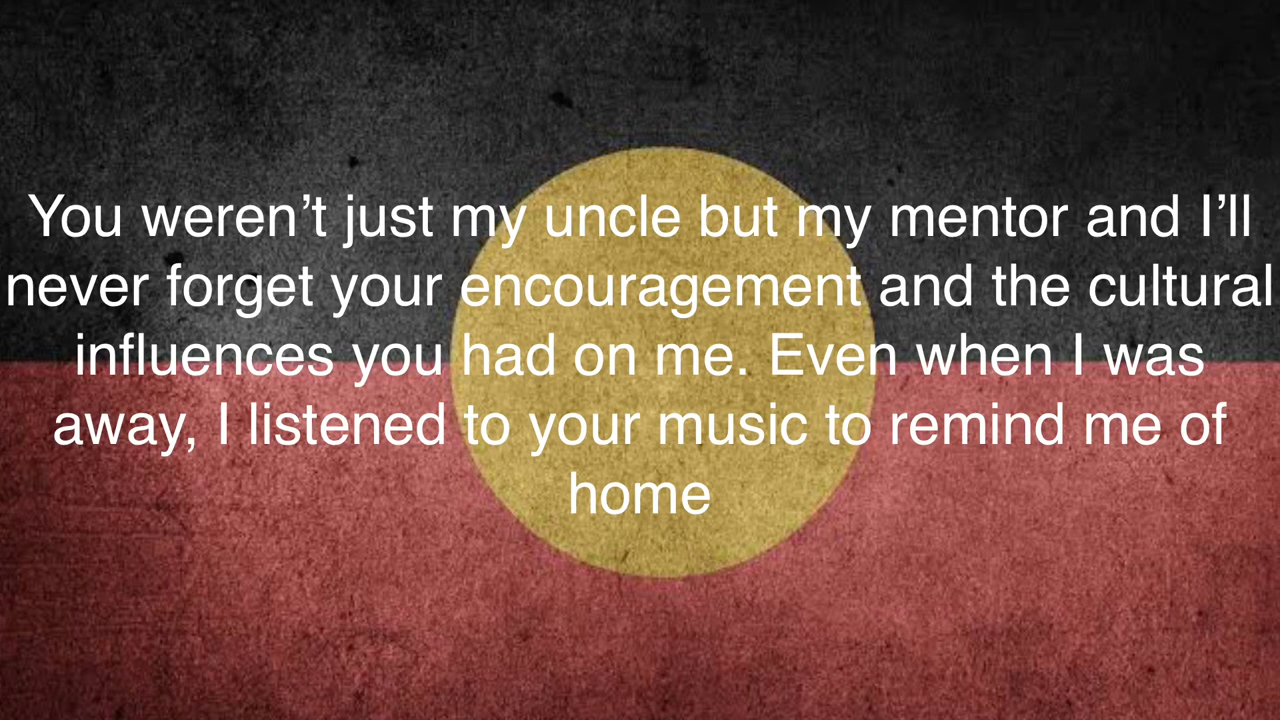 You weren’t just my uncle but my mentor and I’ll
never forget your encouragement and the cultural
influences you had on me. Even when I was
away, I listened to your music to remind me of
home